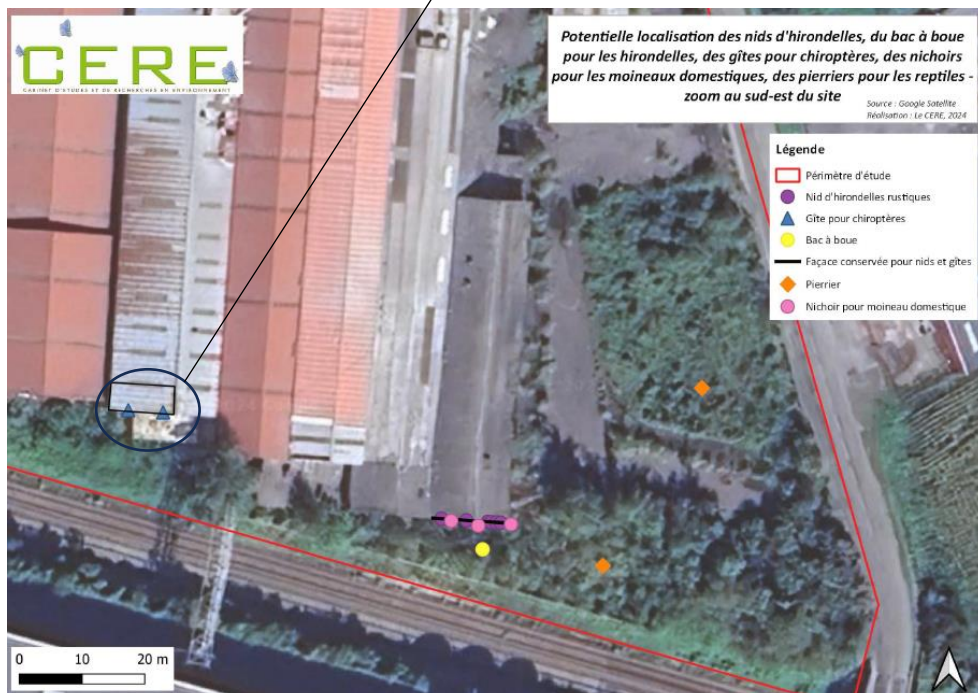 CERE
CABINET D'ÉTUDES ET DE RECHERCHES EN ENVIRONNEMENT
Potentielle localisation des nids d'hirondelles, du bac à boue
pour les hirondelles, des gîtes pour chiroptères, des nichoirs
pour les moineaux domestiques, des pierriers pour les reptiles -
zoom au sud-est du site
Source : Google Satellite
Réalisation : Le CERE, 2024
Légende
Périmètre d'étude
Nid d'hirondelles rustiques
Gîte pour chiroptères
Bac à boue
Façace conservée pour nids et gîtes
Pierrier
Nichoir pour moineau domestique
0 10 20 m